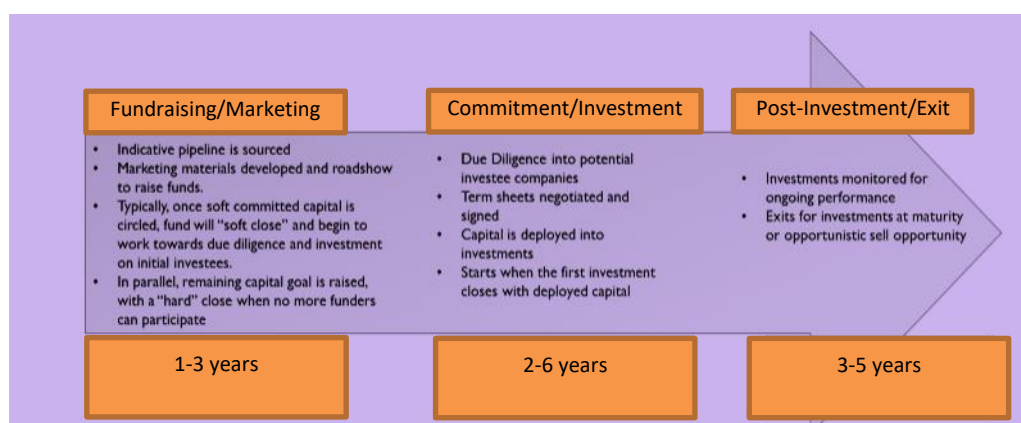 Fundraising/Marketing
• Indicative pipeline is sourced
• Marketing materials developed and roadshow
to raise funds.
• Typically, once soft committed capital is
circled, fund will "soft close" and begin to
work towards due diligence and investment
on initial investees.
• In parallel, remaining capital goal is raised,
with a "hard" close when no more funders
can participate
1-3 years
Commitment/Investment
• Due Diligence into potential
investee companies
• Term sheets negotiated and
signed
• Capital is deployed into
investments
• Starts when the first investment
closes with deployed capital
2-6 years
Post-Investment/Exit
• Investments monitored for
ongoing performance
• Exits for investments at maturity
or opportunistic sell opportunity
3-5 years